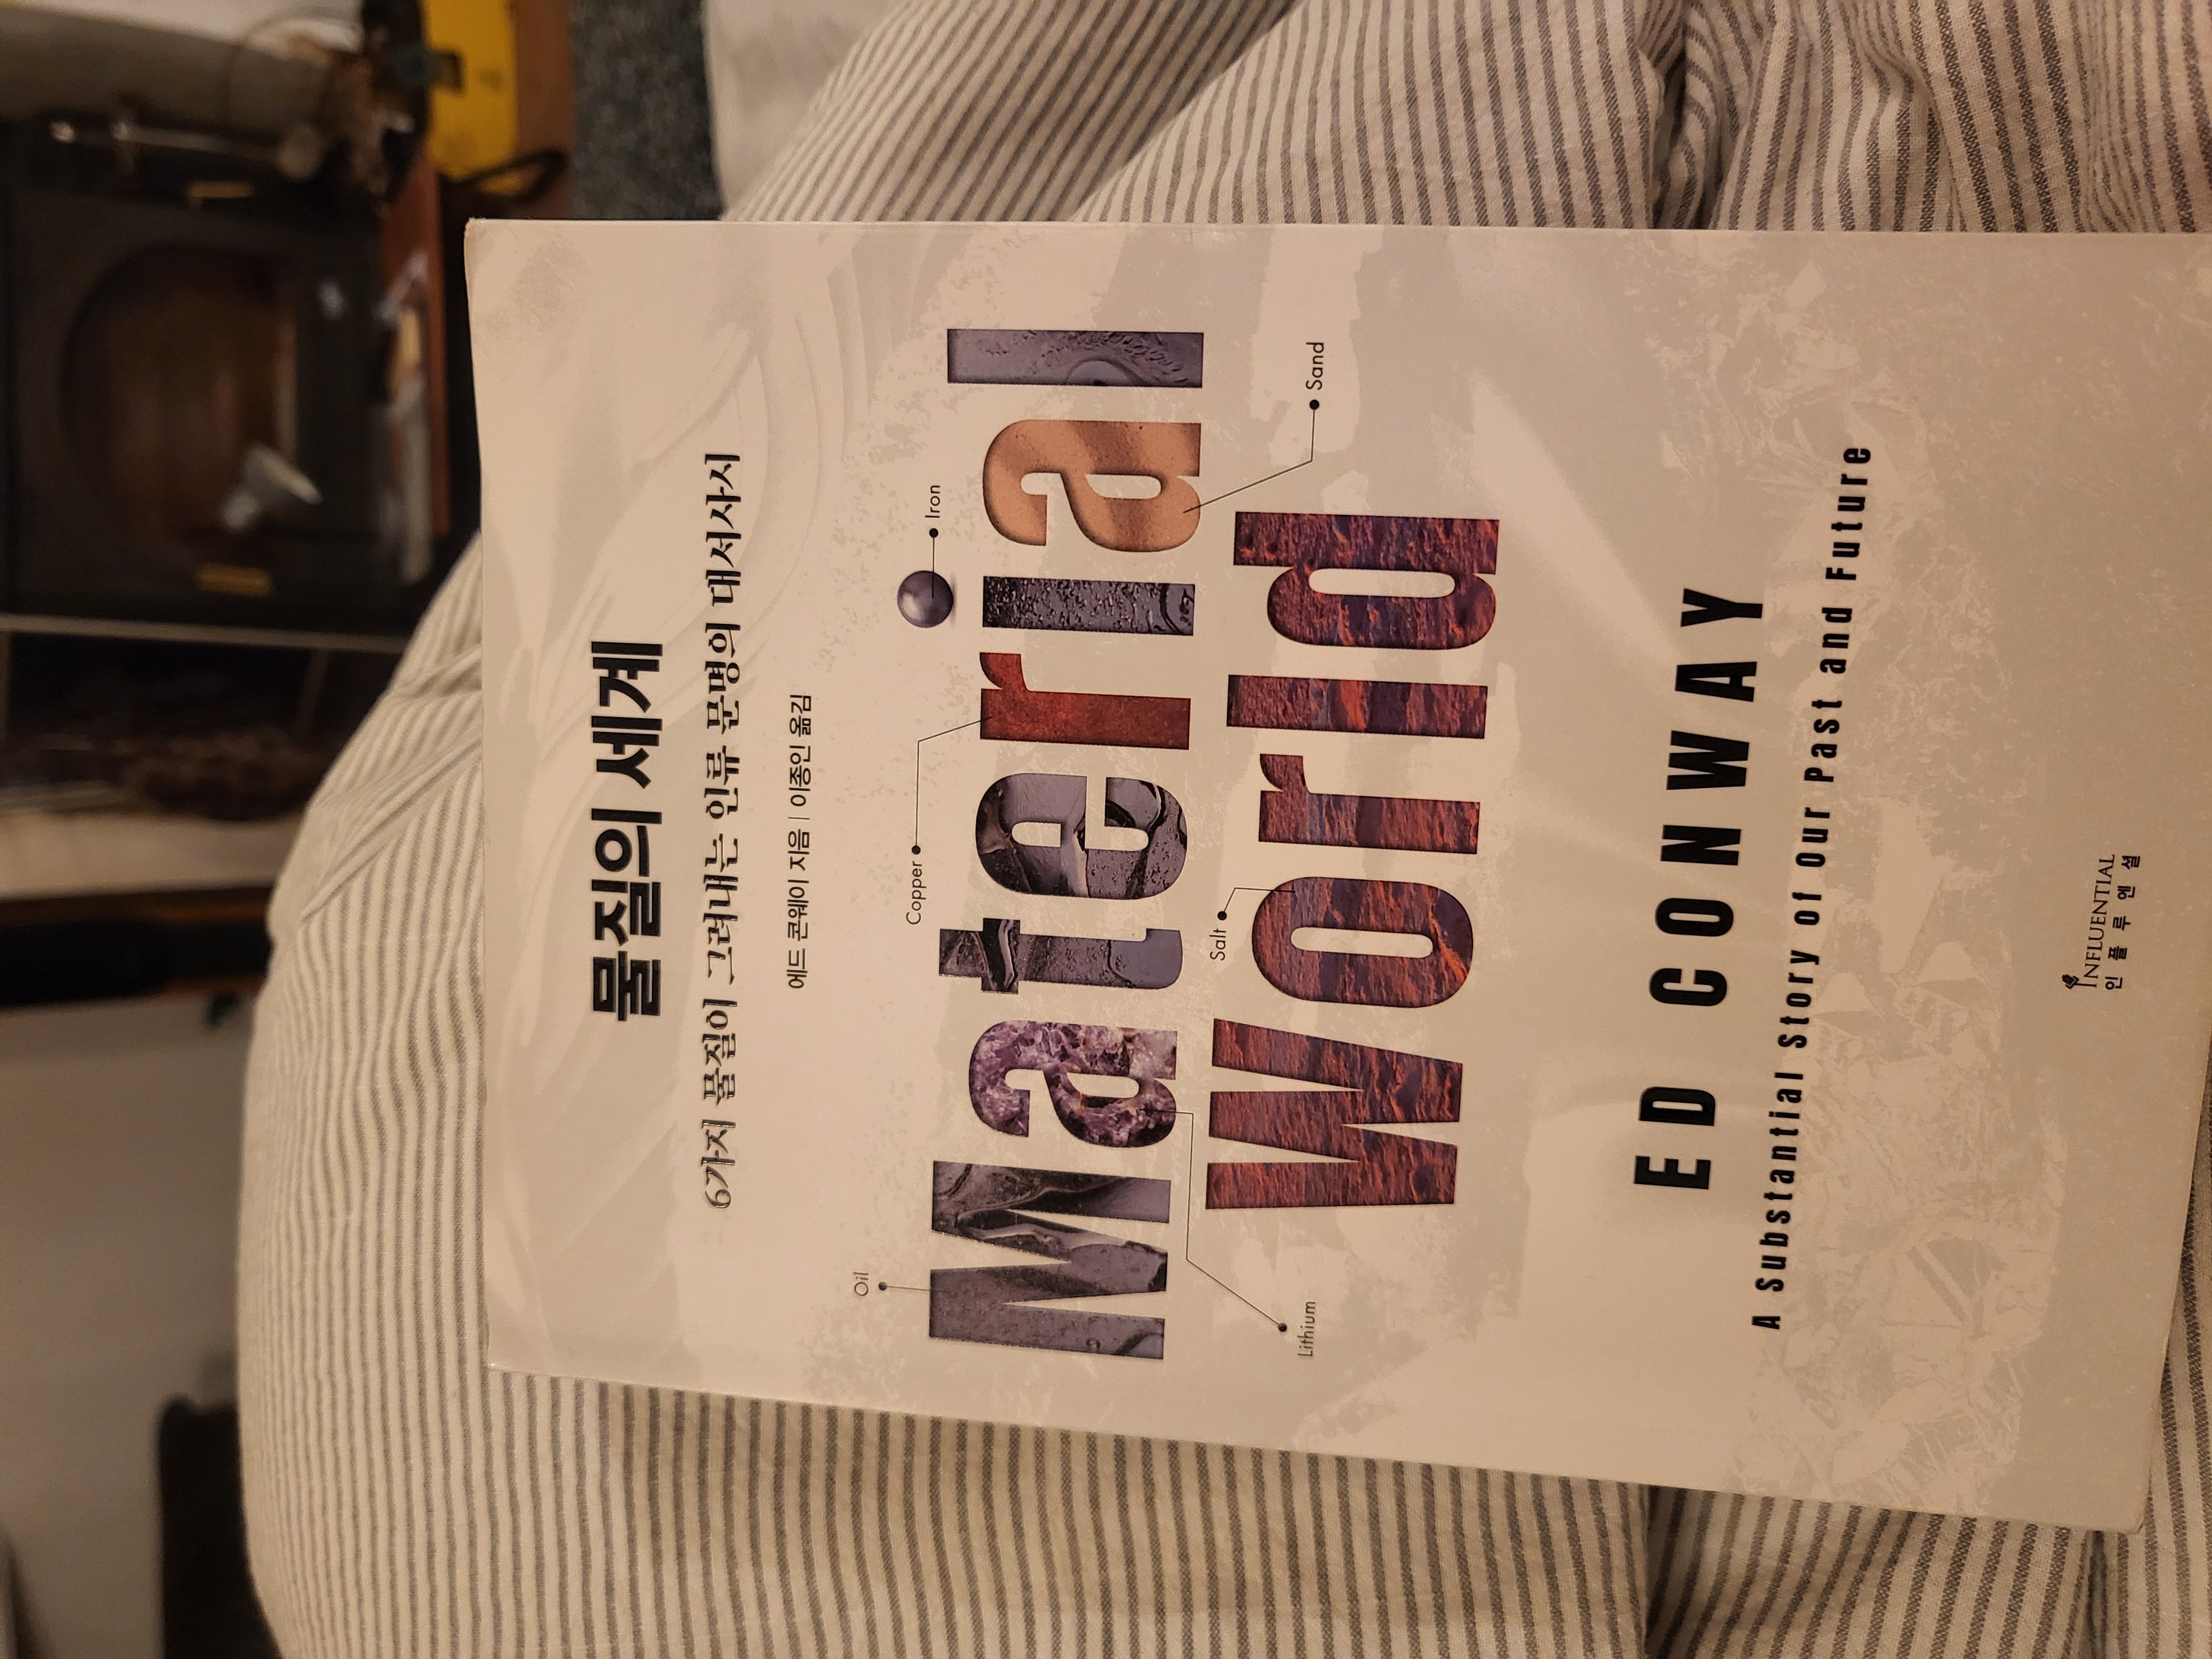 물질의 세계
6가지 물질이 그려내는 인류 문명의 대서사시
에드 콘웨이 지음 | 이종인 옮김
Oil
Copper
Iron
Material
Lithium
Salt
Sand
World
ED CONWAY
A Substantial Story of Our Past and Future
INFLUENTIAL
인플루엔셜